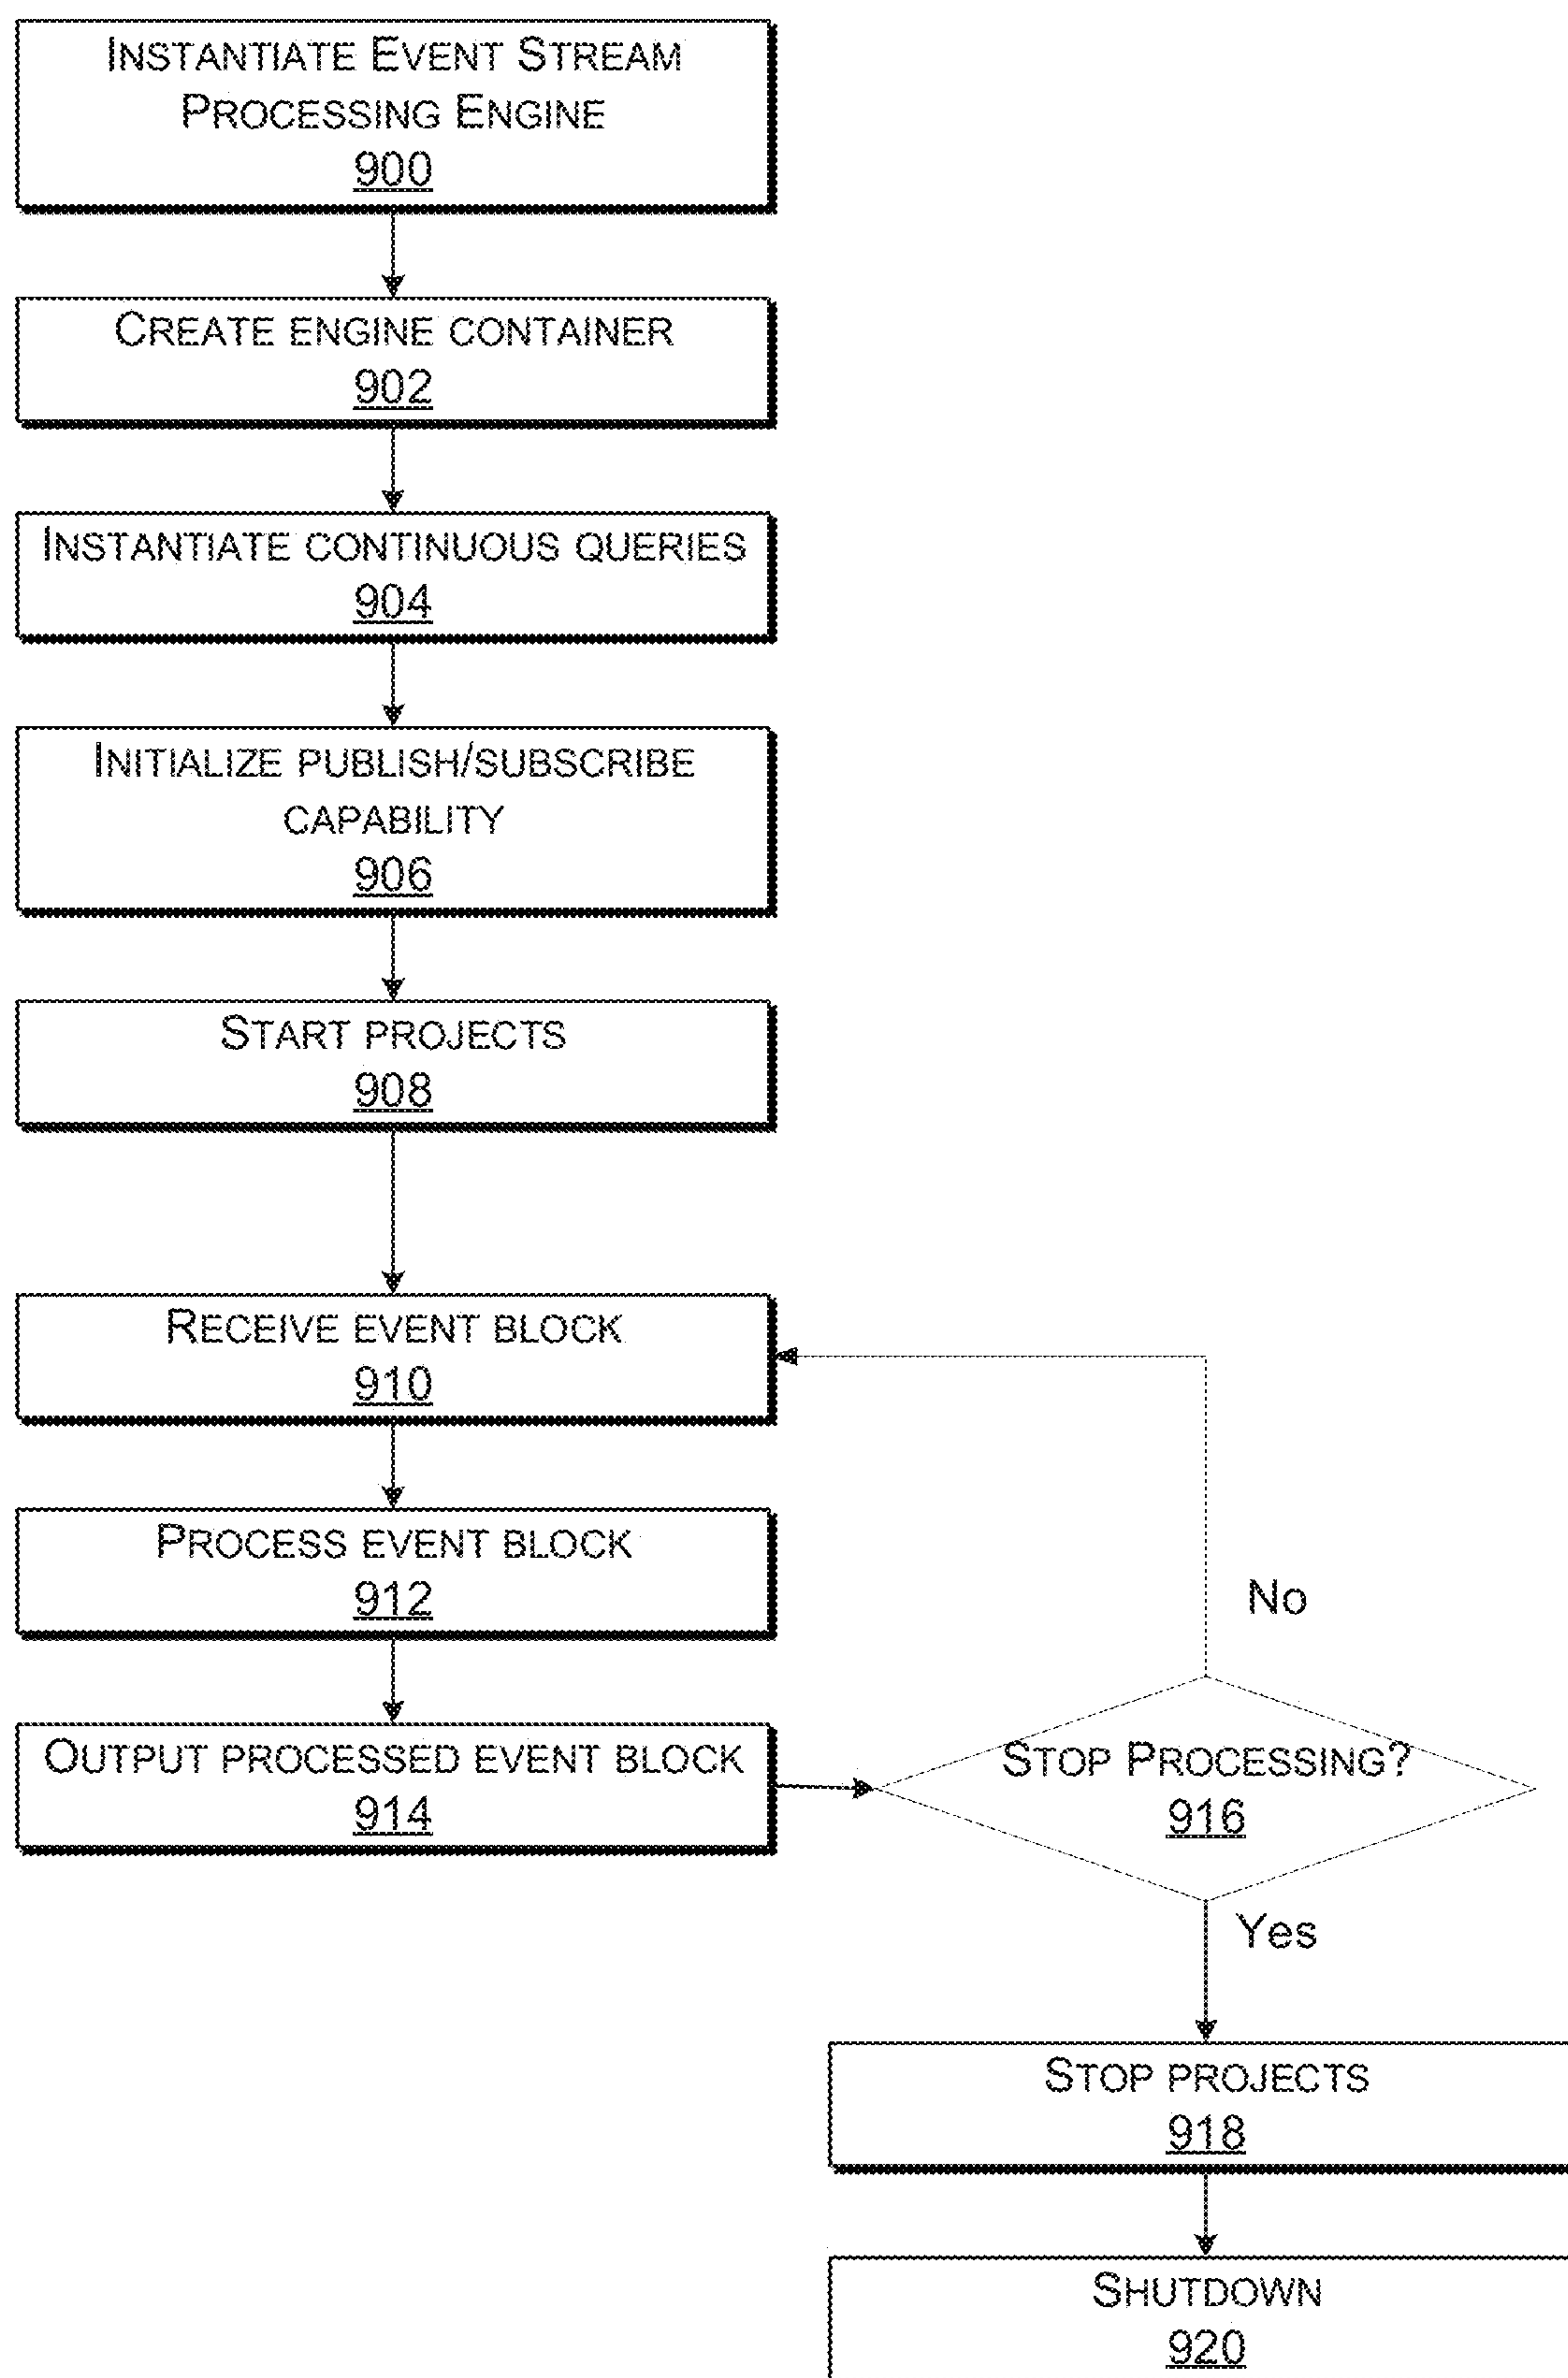 INSTANTIATE EVENT STREAM
PROCESSING ENGINE
900
CREATE ENGINE CONTAINER
902
INSTANTIATE CONTINUOUS QUERIES
904
INITIALIZE PUBLISH/SUBSCRIBE
CAPABILITY
906
START PROJECTS
908
RECEIVE EVENT BLOCK
910
PROCESS EVENT BLOCK
912
OUTPUT PROCESSED EVENT BLOCK
914
No
STOP PROCESSING?
916
Yes
STOP PROJECTS
918
SHUTDOWN
920